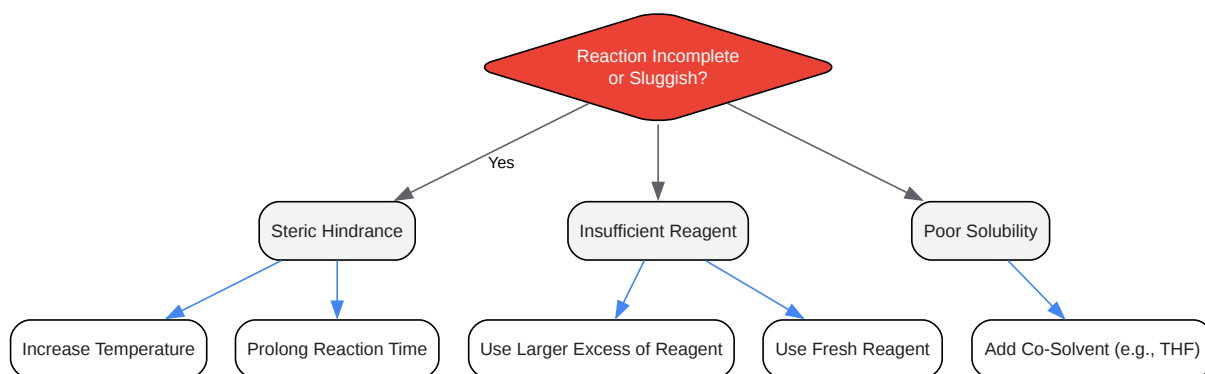 Reaction Incomplete
or Sluggish?
Yes
Steric Hindrance
Insufficient Reagent
Poor Solubility
Increase Temperature
Prolong Reaction Time
Use Larger Excess of Reagent
Use Fresh Reagent
Add Co-Solvent (e.g., THF)